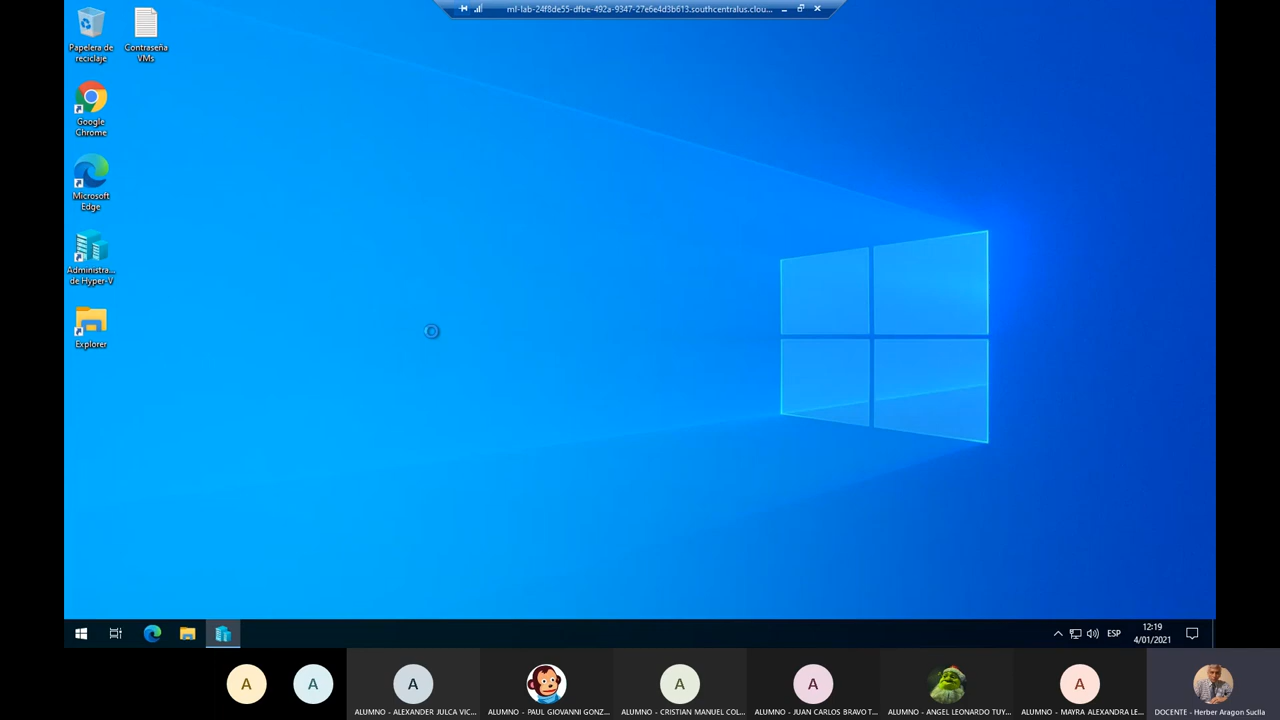 ml-lab-24f8de55-dfbe-492a-9347-27e6e4d3b613.southcentralus.clou...
Papelera de
reciclaje
Contraseña
VMs
Google
Chrome
Microsoft
Edge
Administra...
de Hyper-V
Explorer
ESP
12:19
4/01/2021
A
A
A
A
A
A
ALUMNO - ALEXANDER JULCA VIC...
ALUMNO - PAUL GIOVANNI GONZ...
ALUMNO - CRISTIAN MANUEL COL...
ALUMNO - JUAN CARLOS BRAVO T...
ALUMNO - ANGEL LEONARDO TUY...
ALUMNO - MAYRA ALEXANDRA LE...
DOCENTE - Herber Aragon Suclla